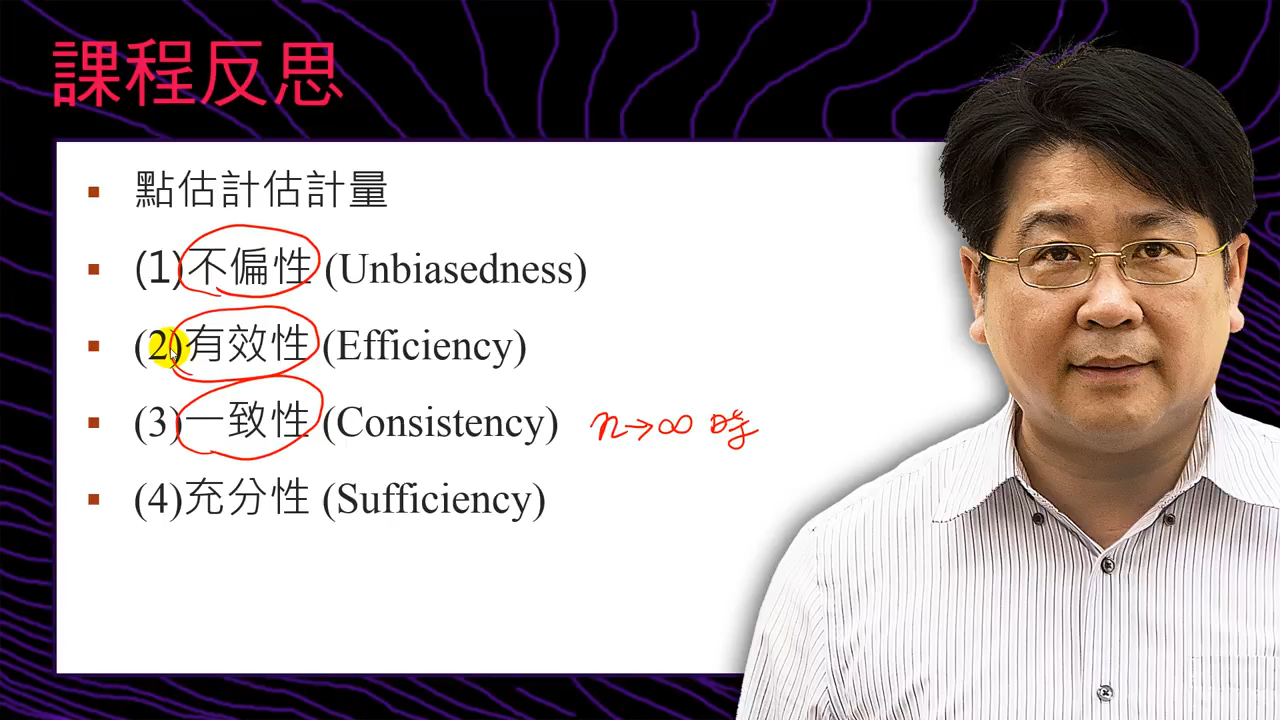 課程反思
▪ 點估計估計量
▪ (1)不偏性 (Unbiasedness)
▪ (2)有效性 (Efficiency)
▪ (3)一致性 (Consistency) n→∞ 時
▪ (4)充分性 (Sufficiency)